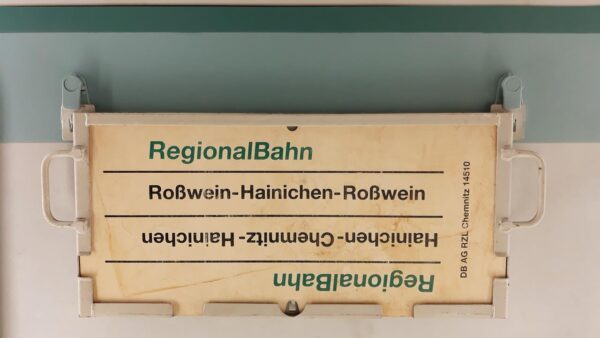 RegionalBahn
Roßwein-Hainichen-Roßwein
Hainichen-Chemnitz-Hainichen
RegionalBahn
DB AG RZL Chemnitz 14510